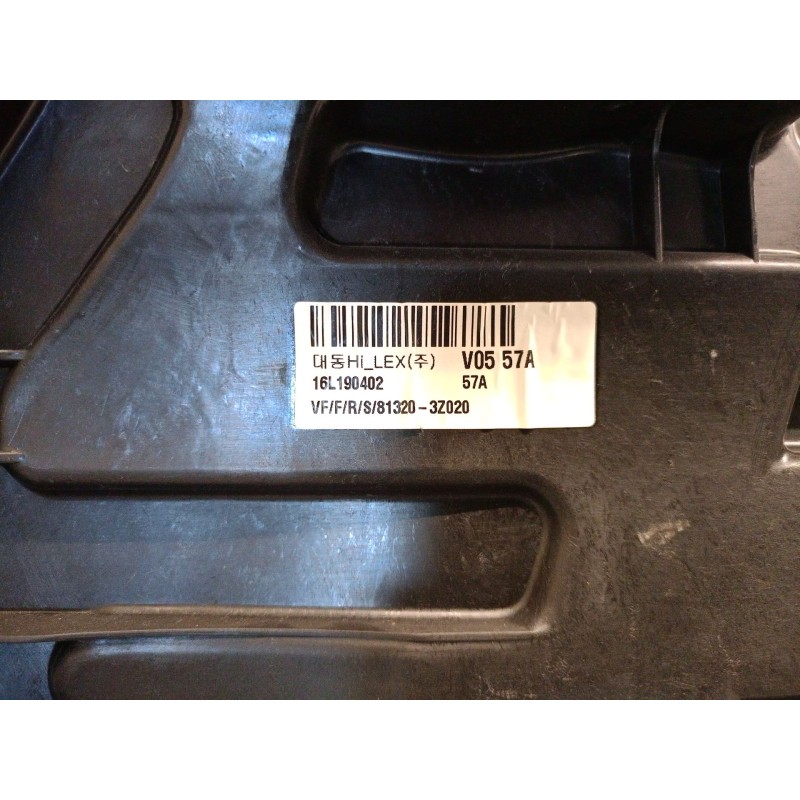 대동Hi_LEX(주) V05 57A
16L190402 57A
VF/F/R/S/81320-3Z020